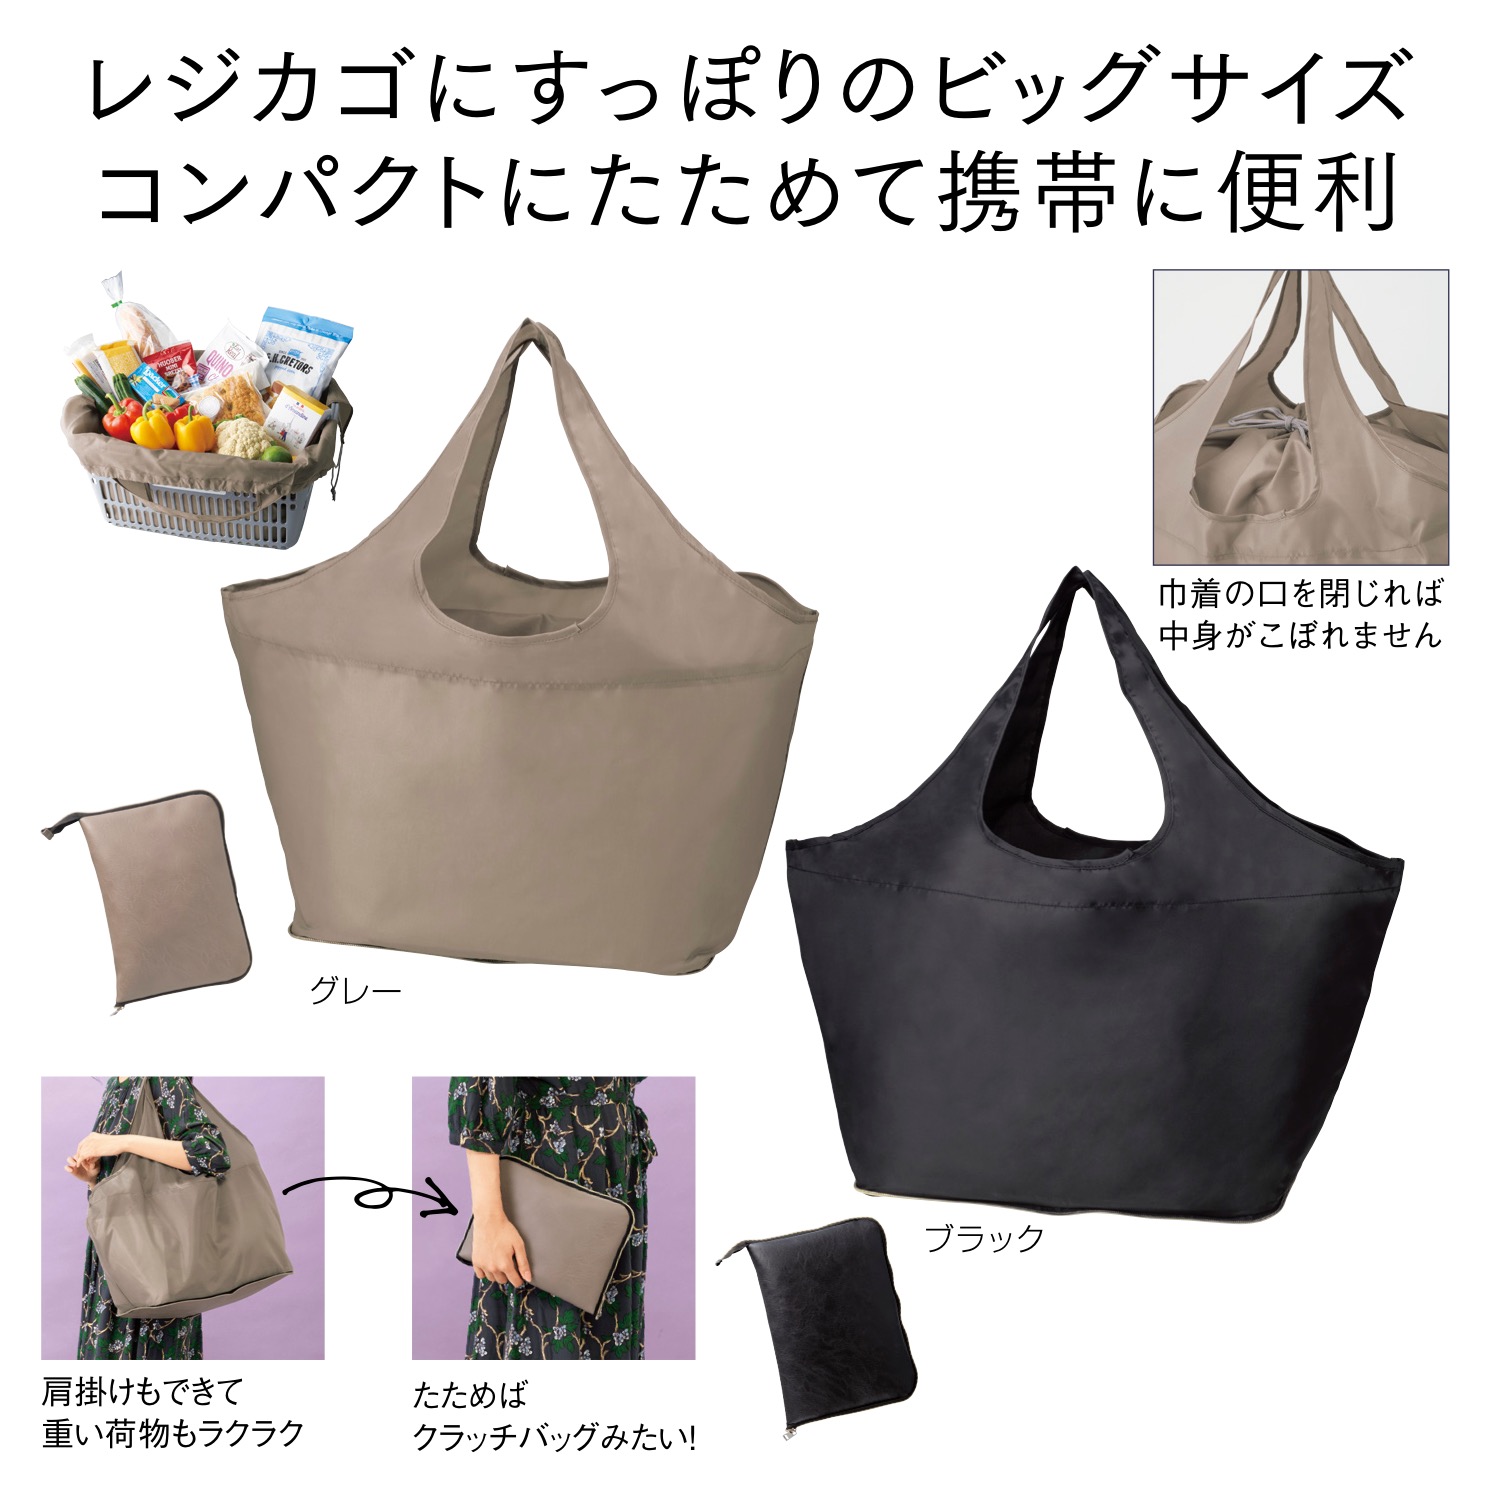 レジカゴにすっぽりのビッグサイズ
コンパクトにたためて携帯に便利
巾着の口を閉じれば
中身がこぼれません
グレー
ブラック
肩掛けもできて
重い荷物もラクラク
たためば
クラッチバッグみたい!